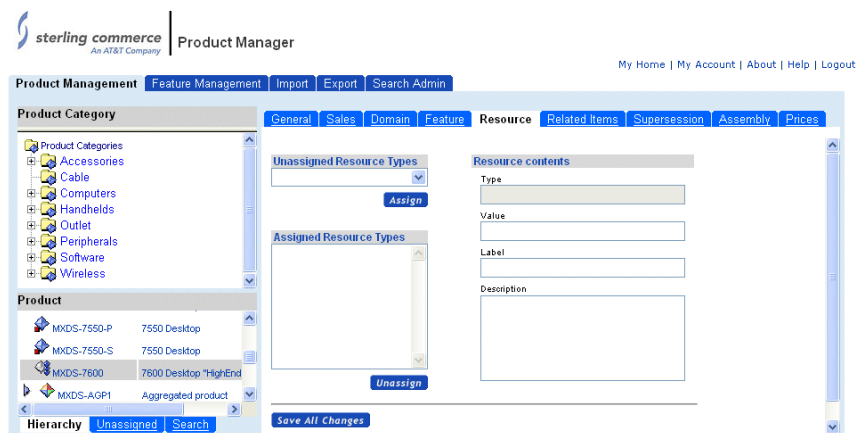 sterling commerce
An AT&T Company
Product Manager
My Home | My Account | About | Help | Logout
Product Management Feature Management Import Export Search Admin
Product Category
General Sales Domain Feature Resource Related Items Supersession Assembly Prices
Product Categories
Accessories
Cable
Computers
Handhelds
Outlet
Peripherals
Software
Wireless
Unassigned Resource Types
Assign
Assigned Resource Types
Unassign
Resource contents
Type
Value
Label
Description
Product
MXDS-7550-P 7550 Desktop
MXDS-7550-S 7550 Desktop
MXDS-7600 7600 Desktop "HighEnd
MXDS-AGP1 Aggregated product
Hierarchy Unassigned Search
Save All Changes